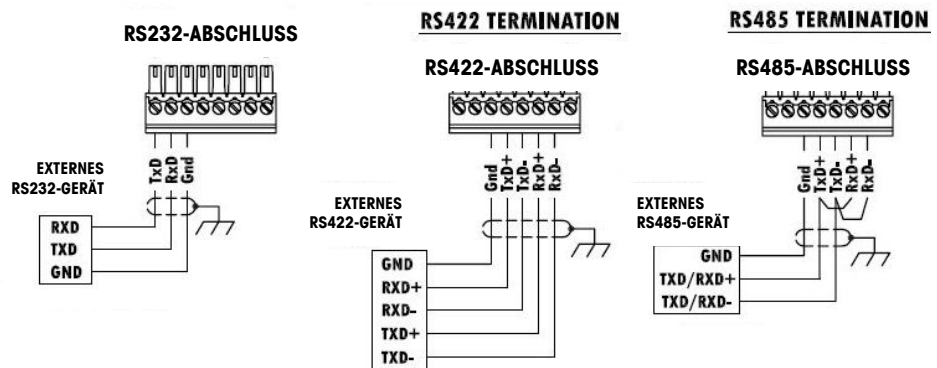 RS232-ABSCHLUSS
TxD
RxD
Gnd
EXTERNES
RS232-GERÄT
RXD
TXD
GND
RS422 TERMINATION
RS422-ABSCHLUSS
Gnd
TxD+
TxD-
RxD+
RxD-
EXTERNES
RS422-GERÄT
GND
RXD+
RXD-
TXD+
TXD-
RS485 TERMINATION
RS485-ABSCHLUSS
Gnd
TxD+
TxD-
RxD+
RxD-
EXTERNES
RS485-GERÄT
GND
TXD/RXD+
TXD/RXD-